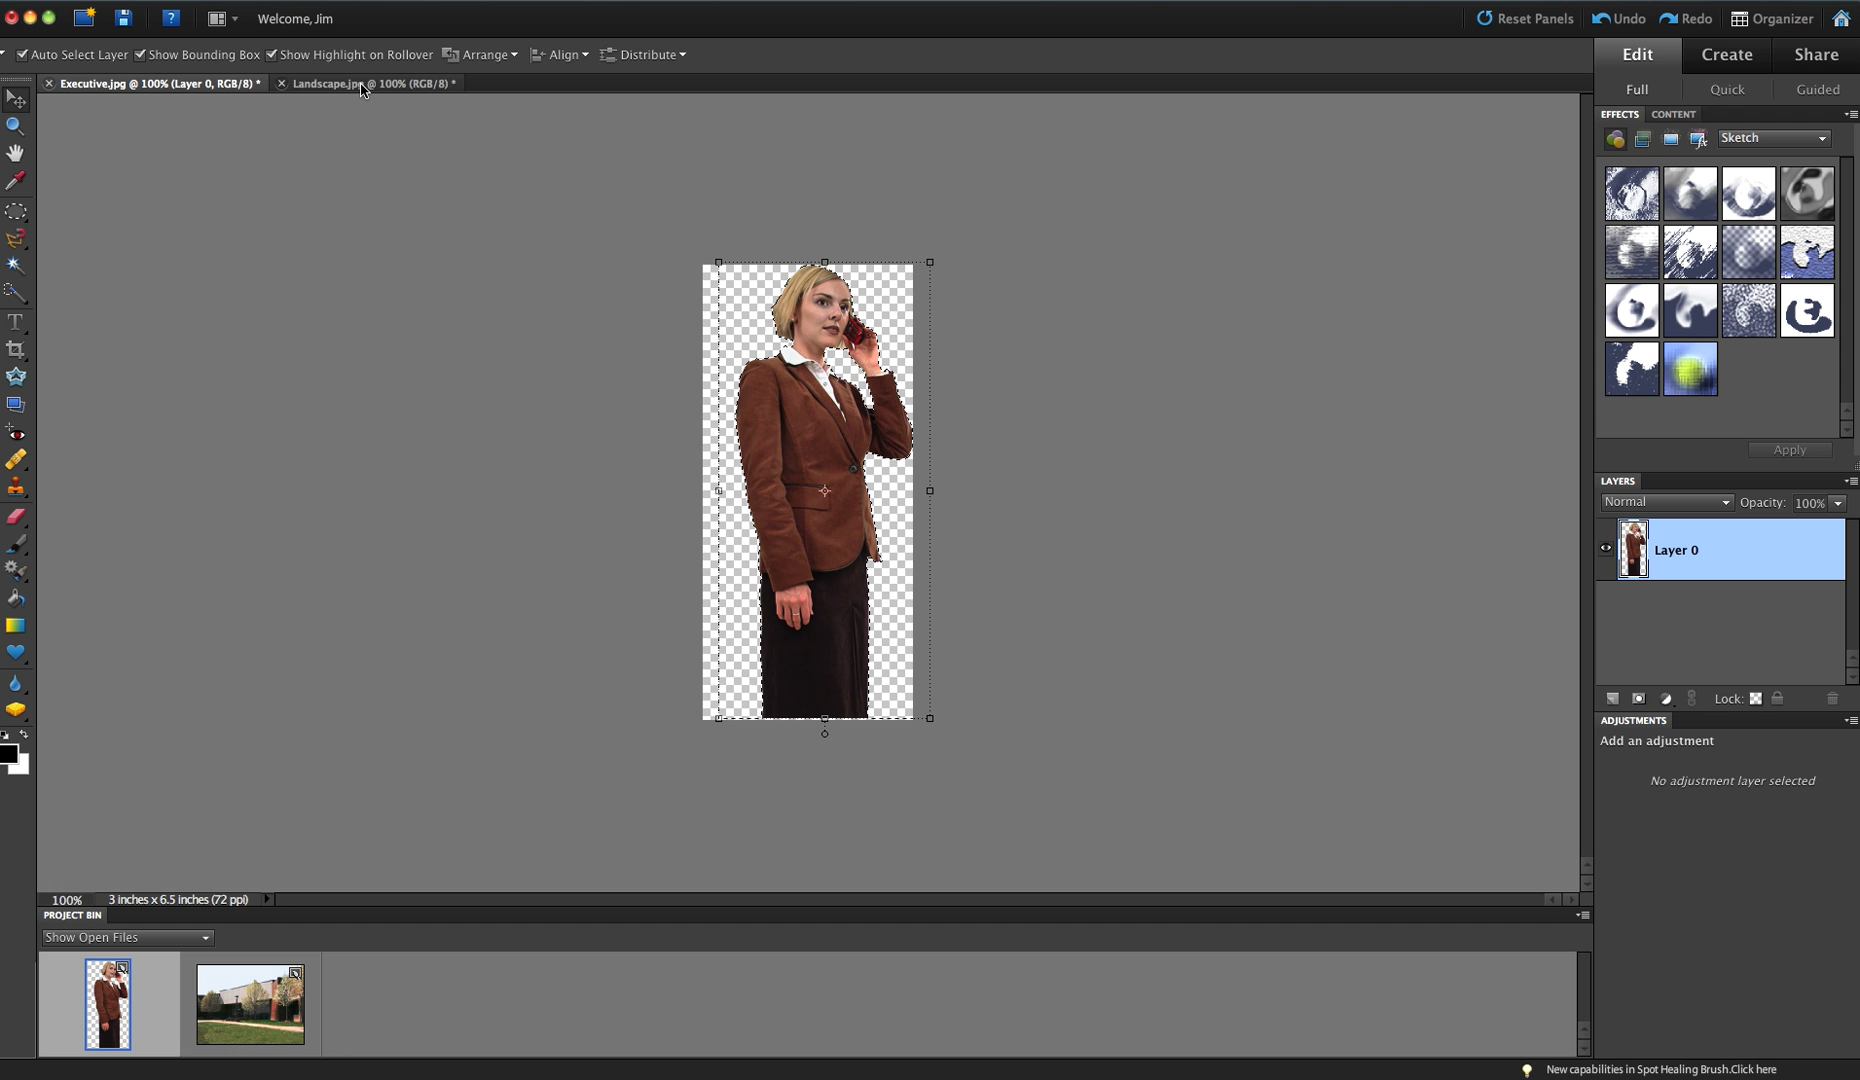 Welcome, Jim
Reset Panels
Undo
Redo
Organizer
Auto Select Layer
Show Bounding Box
Show Highlight on Rollover
Arrange
Align
Distribute
Edit
Create
Share
Executive.jpg @ 100% (Layer 0, RGB/8) *
Landscape.jpg @ 100% (RGB/8) *
Full
Quick
Guided
EFFECTS
CONTENT
Sketch
Apply
LAYERS
Normal
Opacity: 100%
Layer 0
Lock:
ADJUSTMENTS
Add an adjustment
No adjustment layer selected
100%
3 inches x 6.5 inches (72 ppi)
PROJECT BIN
Show Open Files
New capabilities in Spot Healing Brush.Click here